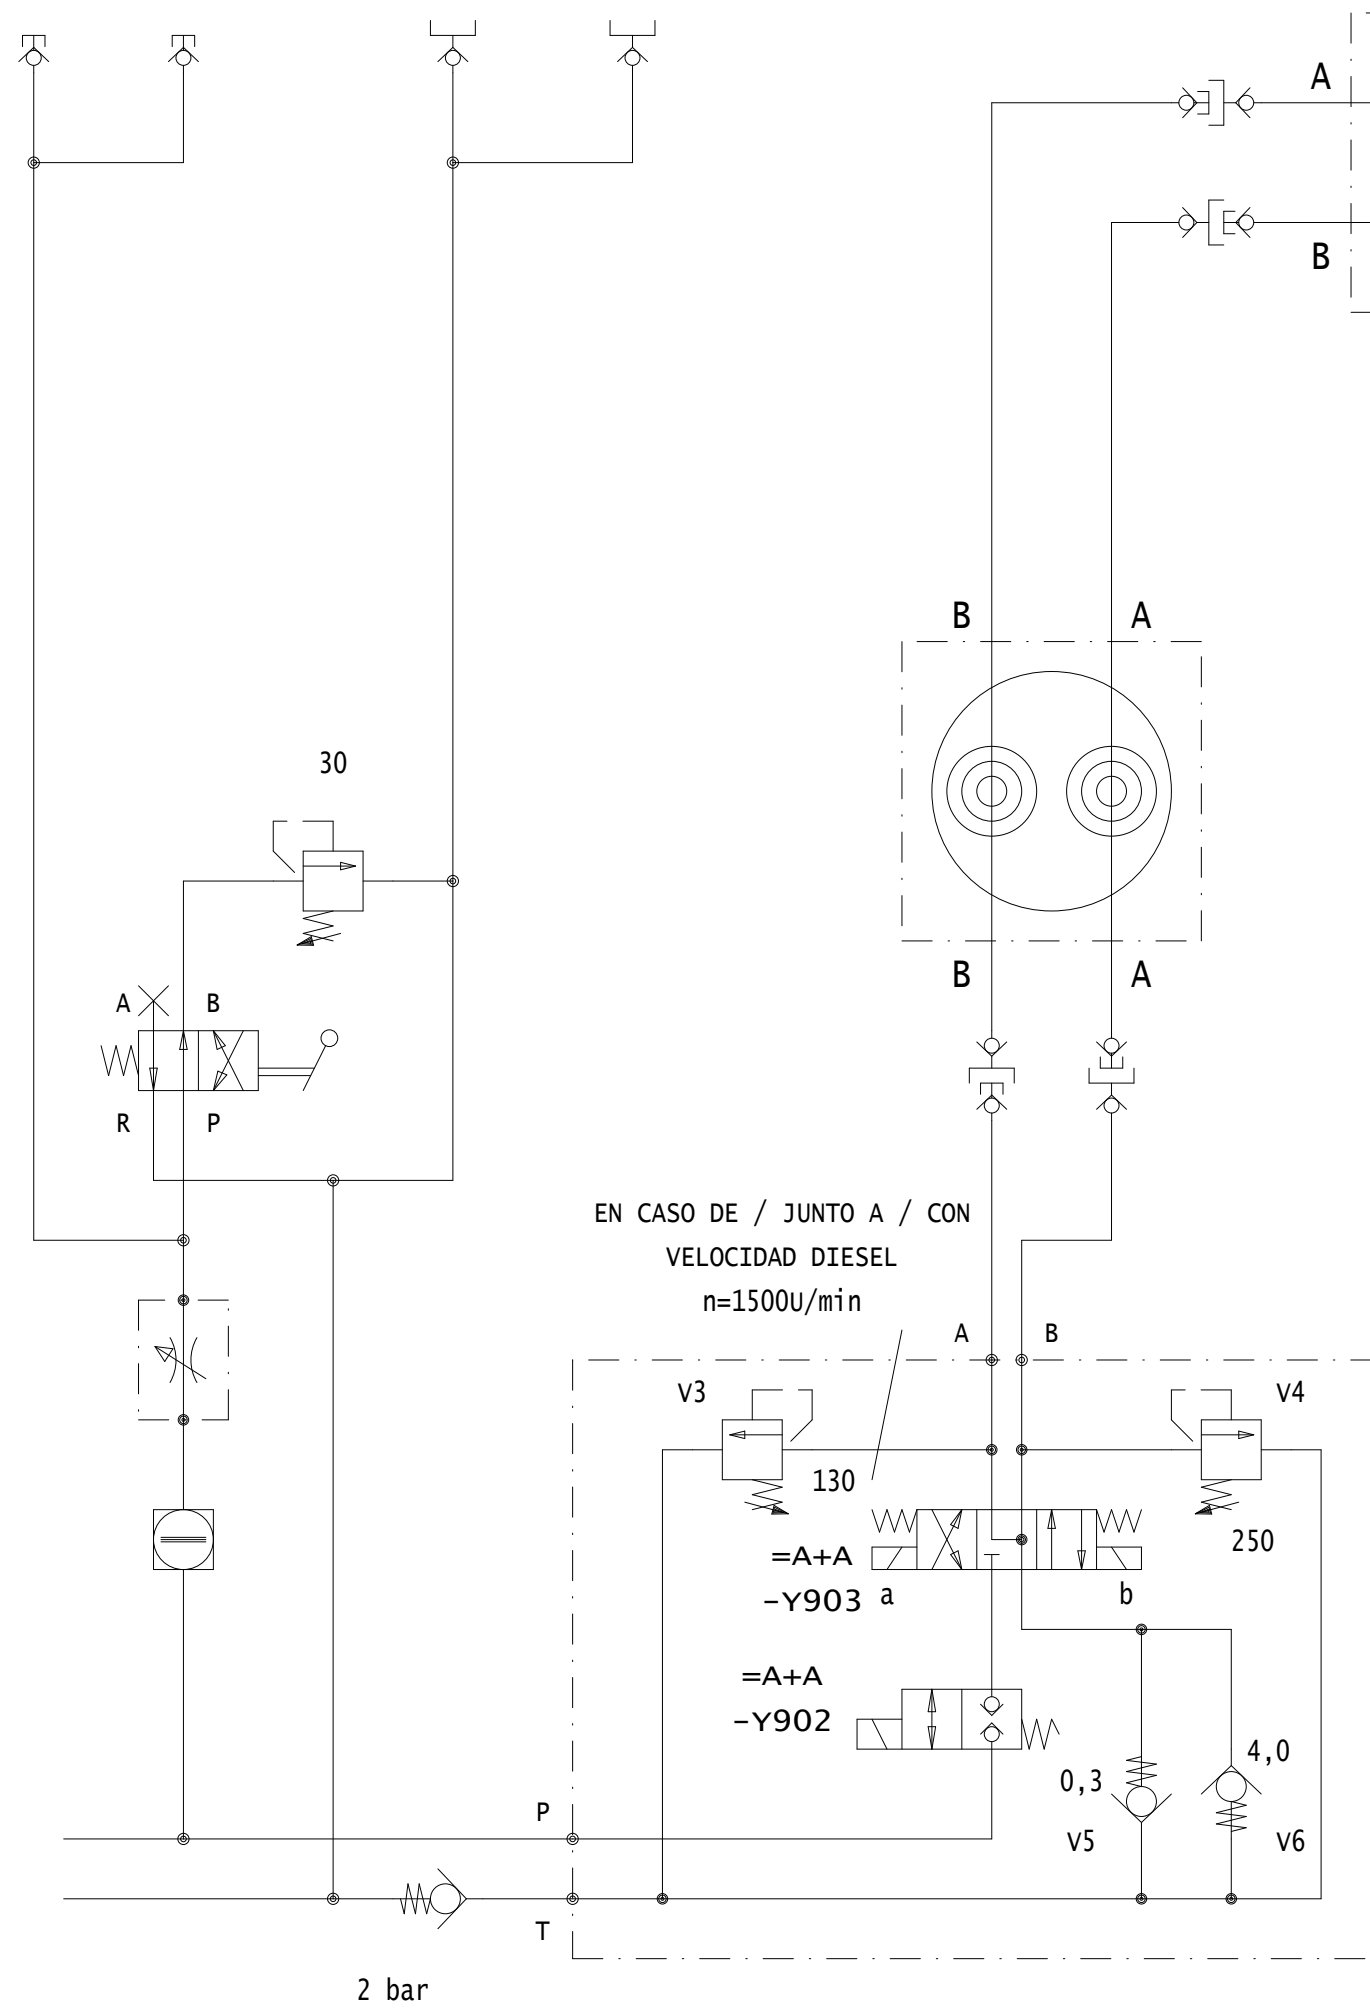 A
B
B
A
30
B
A
A
B
R
P
EN CASO DE / JUNTO A / CON
VELOCIDAD DIESEL
n=1500U/min
A
B
V3
V4
130
250
=A+A
-Y903
a
b
=A+A
-Y902
4,0
0,3
P
V5
V6
T
2 bar